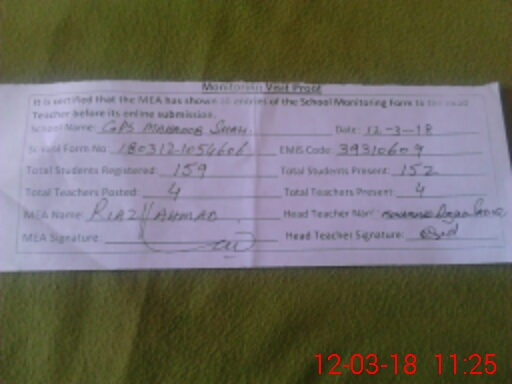 Monitoring Visit Proof
It is certified that the MEA has shown all entries of the School Monitoring Form to the Head
Teacher before its online submission.
School Name: GPS MAHBOOB SHAH. Date: 12-3-18
School Form No 180312-1054606 EMIS Code: 39310609
Total Students Registered: 159 Total Students Present: 152
Total Teachers Posted: 4 Total Teachers Present: 4
MEA Name: RIAZ AHMAD Head Teacher Name:
MEA Signature: Head Teacher Signature:
12-03-18 11:25